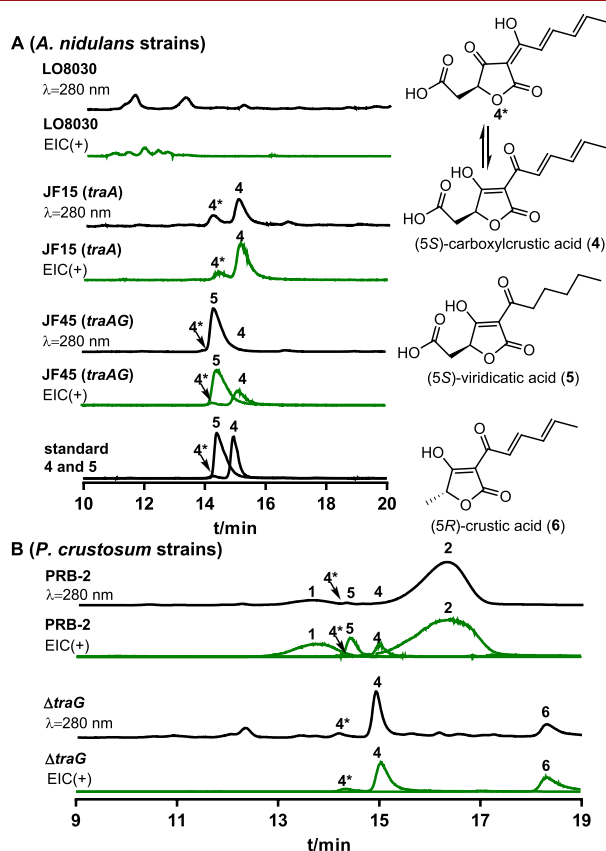 A (A. nidulans strains)
LO8030
λ=280 nm
LO8030
EIC(+)
JF15 (traA)
λ=280 nm
4*
4
JF15 (traA)
EIC(+)
4*
4
JF45 (traAG)
λ=280 nm
4*
5
4
JF45 (traAG)
EIC(+)
4*
5
4
standard
4 and 5
4*
5
4
10 12 14 16 18 20
t/min
OH
O
O
HO
O
O
4*
O
HO
O
HO
O
O
(5S)-carboxylcrustic acid (4)
O
HO
O
HO
O
O
(5S)-viridicatic acid (5)
O
HO
O
O
(5R)-crustic acid (6)
B (P. crustosum strains)
PRB-2
λ=280 nm
1
4*
5
4
2
PRB-2
EIC(+)
1
4*
5
4
2
ΔtraG
λ=280 nm
4*
4
6
ΔtraG
EIC(+)
4*
4
6
9 11 13 15 17 19
t/min